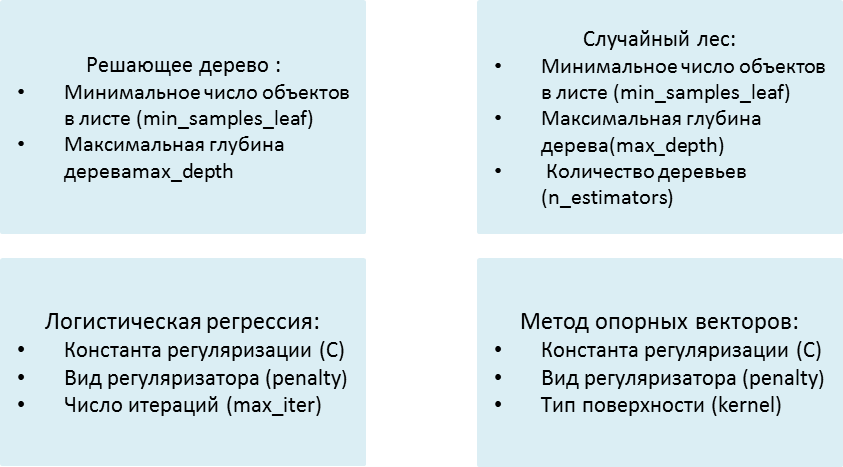 Решающее дерево :
• Минимальное число объектов
в листе (min_samples_leaf)
• Максимальная глубина
дереваmax_depth
Случайный лес:
• Минимальное число объектов
в листе (min_samples_leaf)
• Максимальная глубина
дерева(max_depth)
• Количество деревьев
(n_estimators)
Логистическая регрессия:
• Константа регуляризации (C)
• Вид регуляризатора (penalty)
• Число итераций (max_iter)
Метод опорных векторов:
• Константа регуляризации (C)
• Вид регуляризатора (penalty)
• Тип поверхности (kernel)